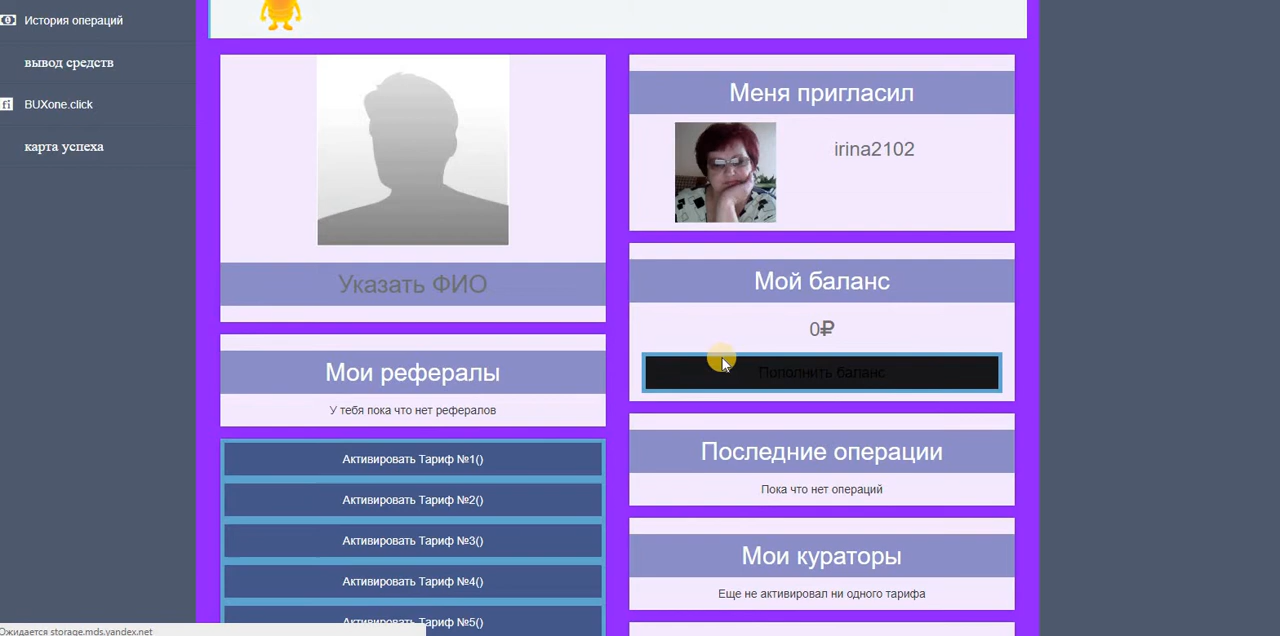 История операций
вывод средств
BUXone.click
карта успеха
Указать ФИО
Мои рефералы
У тебя пока что нет рефералов
Активировать Тариф №1()
Активировать Тариф №2()
Активировать Тариф №3()
Активировать Тариф №4()
Активировать Тариф №5()
Меня пригласил
irina2102
Мой баланс
0₽
Пополнить баланс
Последние операции
Пока что нет операций
Мои кураторы
Еще не активировал ни одного тарифа
Ожидается storage.mds.yandex.net